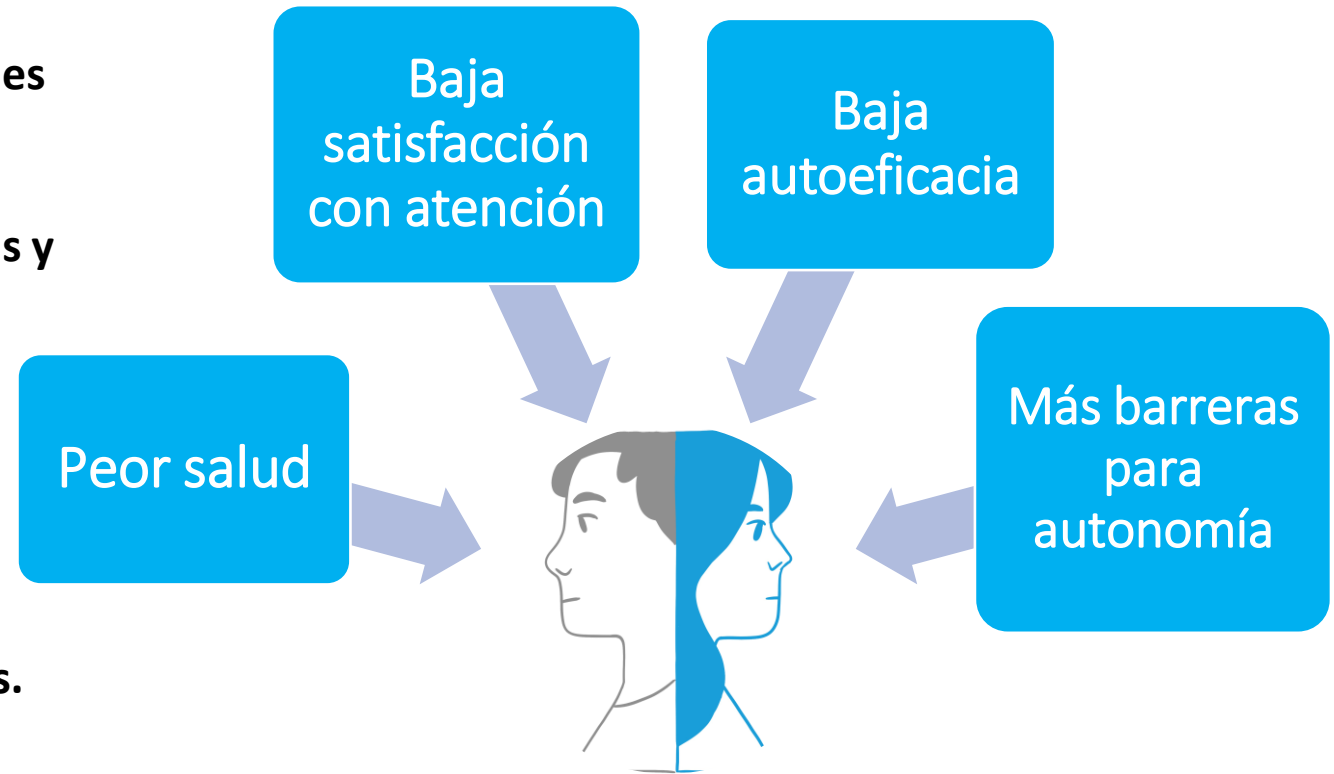 es
s y
s.
Baja
satisfacción
con atención
Baja
autoeficacia
Peor salud
Más barreras
para
autonomía